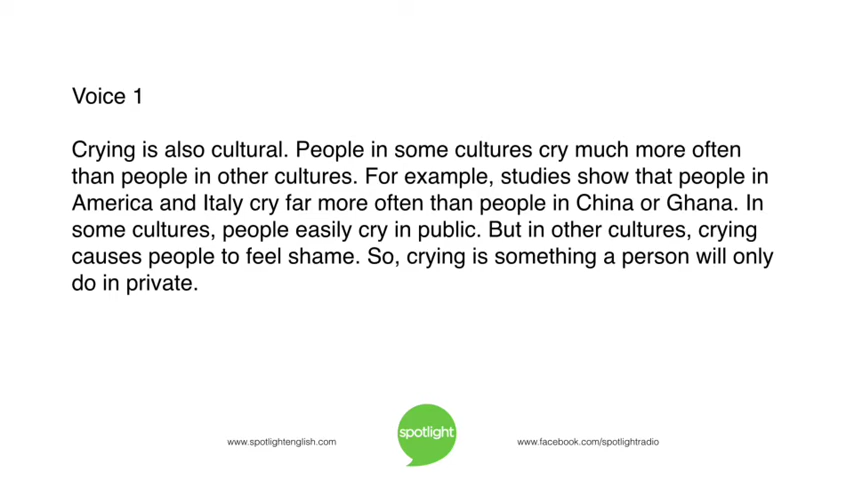 Voice 1
Crying is also cultural. People in some cultures cry much more often
than people in other cultures. For example, studies show that people in
America and Italy cry far more often than people in China or Ghana. In
some cultures, people easily cry in public. But in other cultures, crying
causes people to feel shame. So, crying is something a person will only
do in private.
spotlight
www.spotlightenglish.com
www.facebook.com/spotlightradio